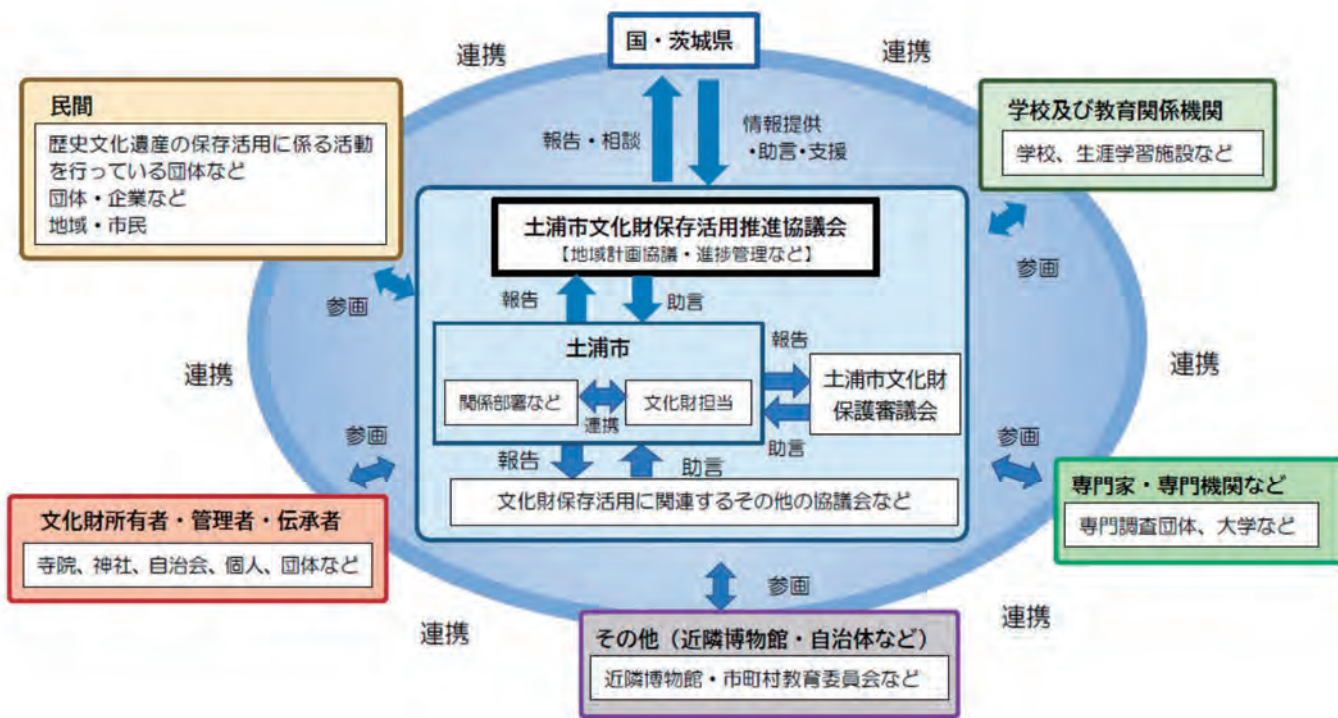 国・茨城県
連携
連携
民間
歴史文化遺産の保存活用に係る活動
を行っている団体など
団体・企業など
地域・市民
報告・相談
情報提供
・助言・支援
学校及び教育関係機関
学校、生涯学習施設など
土浦市文化財保存活用推進協議会
【地域計画協議・進捗管理など】
参画
参画
報告
助言
土浦市
関係部署など
連携
文化財担当
報告
土浦市文化財
保護審議会
助言
連携
連携
参画
参画
報告
助言
文化財保存活用に関連するその他の協議会など
文化財所有者・管理者・伝承者
寺院、神社、自治会、個人、団体など
専門家・専門機関など
専門調査団体、大学など
参画
連携
連携
その他（近隣博物館・自治体など）
近隣博物館・市町村教育委員会など